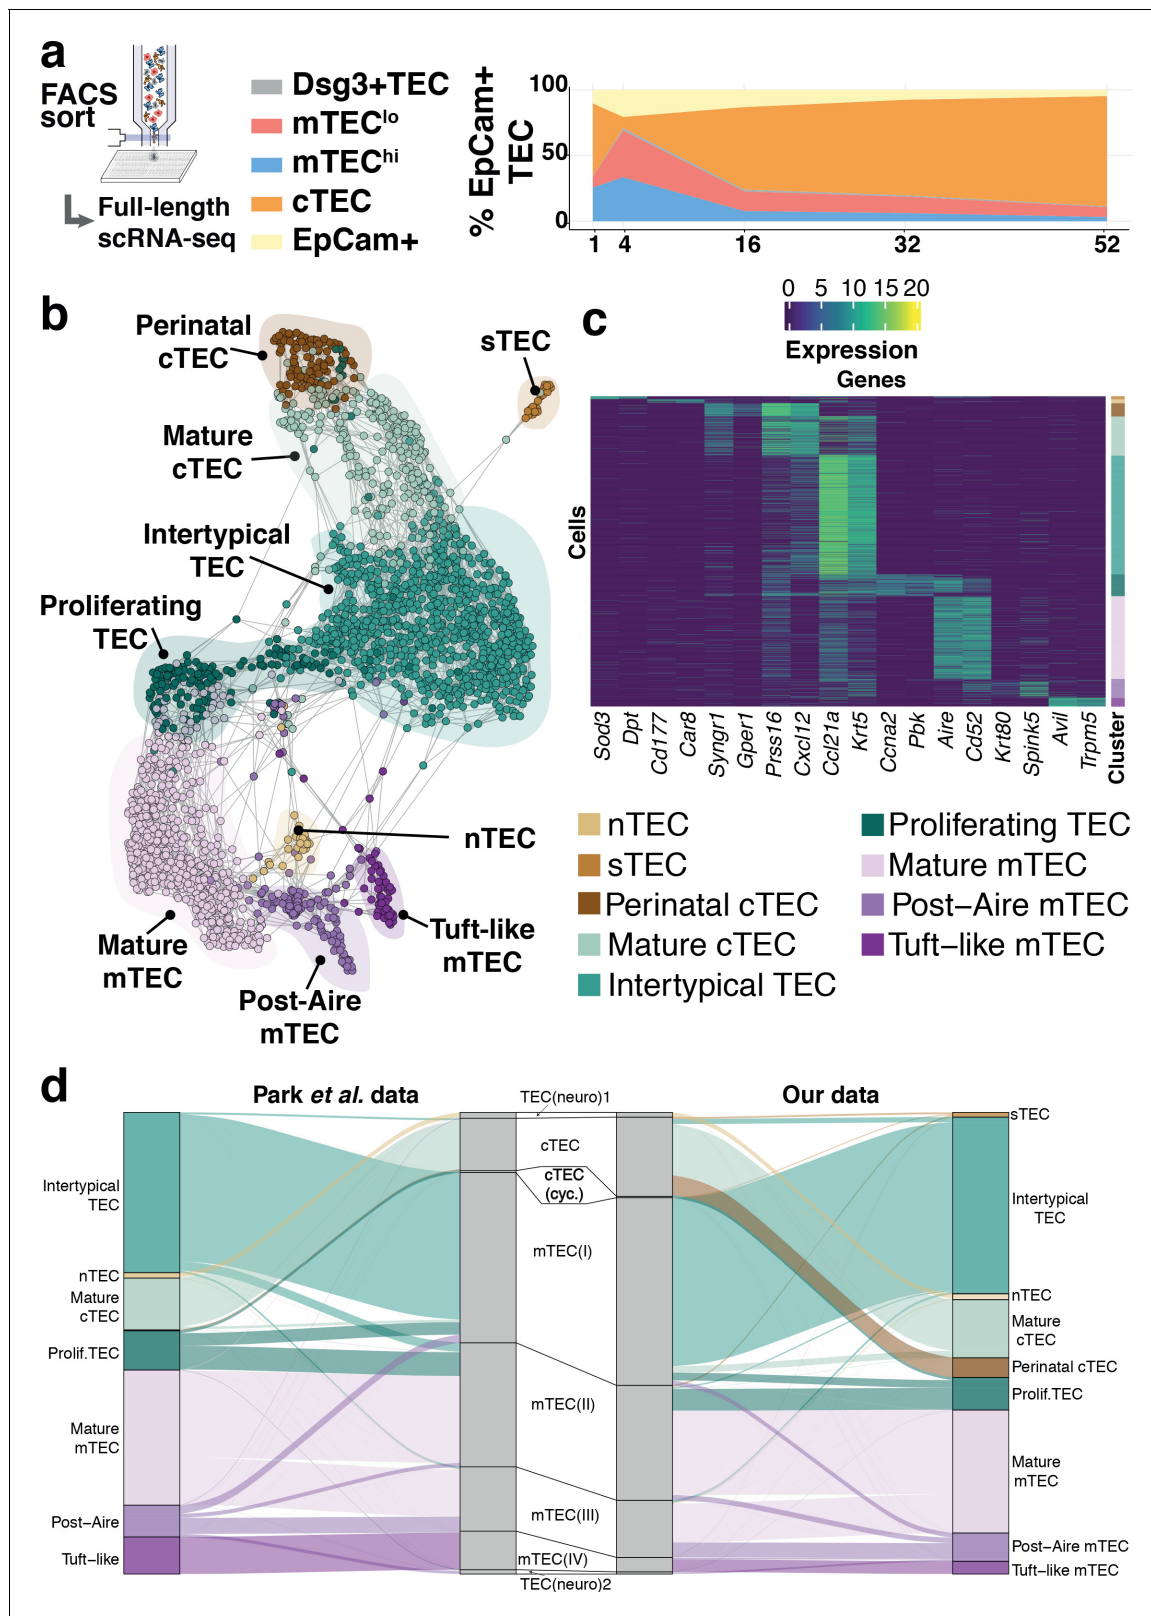 a
FACS
sort
Full-length
scRNA-seq
Dsg3+TEC
mTEClo
mTEChi
cTEC
EpCam+
% EpCam+
TEC
100
50
0
1 4 16 32 52
b
Perinatal
cTEC
sTEC
Mature
cTEC
Intertypical
TEC
Proliferating
TEC
nTEC
Mature
mTEC
Tuft-like
mTEC
Post-Aire
mTEC
c
0 5 10 15 20
Expression
Genes
Cells
Sod3
Dpt
Cd177
Car8
Syngr1
Gper1
Prss16
Cxcl12
Ccl21a
Krt5
Ccna2
Pbk
Aire
Cd52
Krt80
Spink5
Avil
Trpm5
Cluster
nTEC
sTEC
Perinatal cTEC
Mature cTEC
Intertypical TEC
Proliferating TEC
Mature mTEC
Post–Aire mTEC
Tuft–like mTEC
d
Park et al. data
Our data
Intertypical
TEC
nTEC
Mature
cTEC
Prolif.TEC
Mature
mTEC
Post–Aire
Tuft–like
TEC(neuro)1
cTEC
cTEC
(cyc.)
mTEC(I)
mTEC(II)
mTEC(III)
mTEC(IV)
TEC(neuro)2
sTEC
Intertypical
TEC
nTEC
Mature
cTEC
Perinatal cTEC
Prolif.TEC
Mature
mTEC
Post–Aire mTEC
Tuft–like mTEC